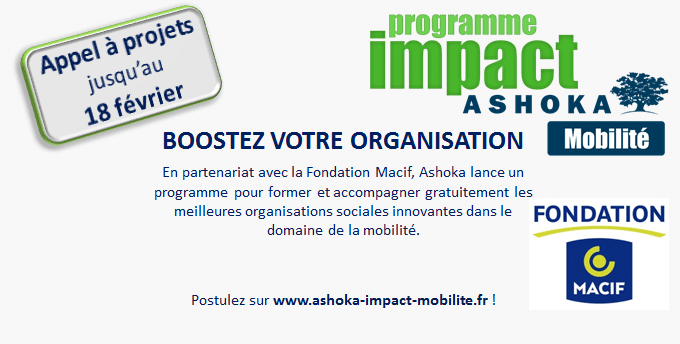 Appel à projets
jusqu'au
18 février
programme
impact
ASHOKA
Mobilité
BOOSTEZ VOTRE ORGANISATION
En partenariat avec la Fondation Macif, Ashoka lance un
programme pour former et accompagner gratuitement les
meilleures organisations sociales innovantes dans le
domaine de la mobilité.
FONDATION
MACIF
Postulez sur www.ashoka-impact-mobilite.fr !